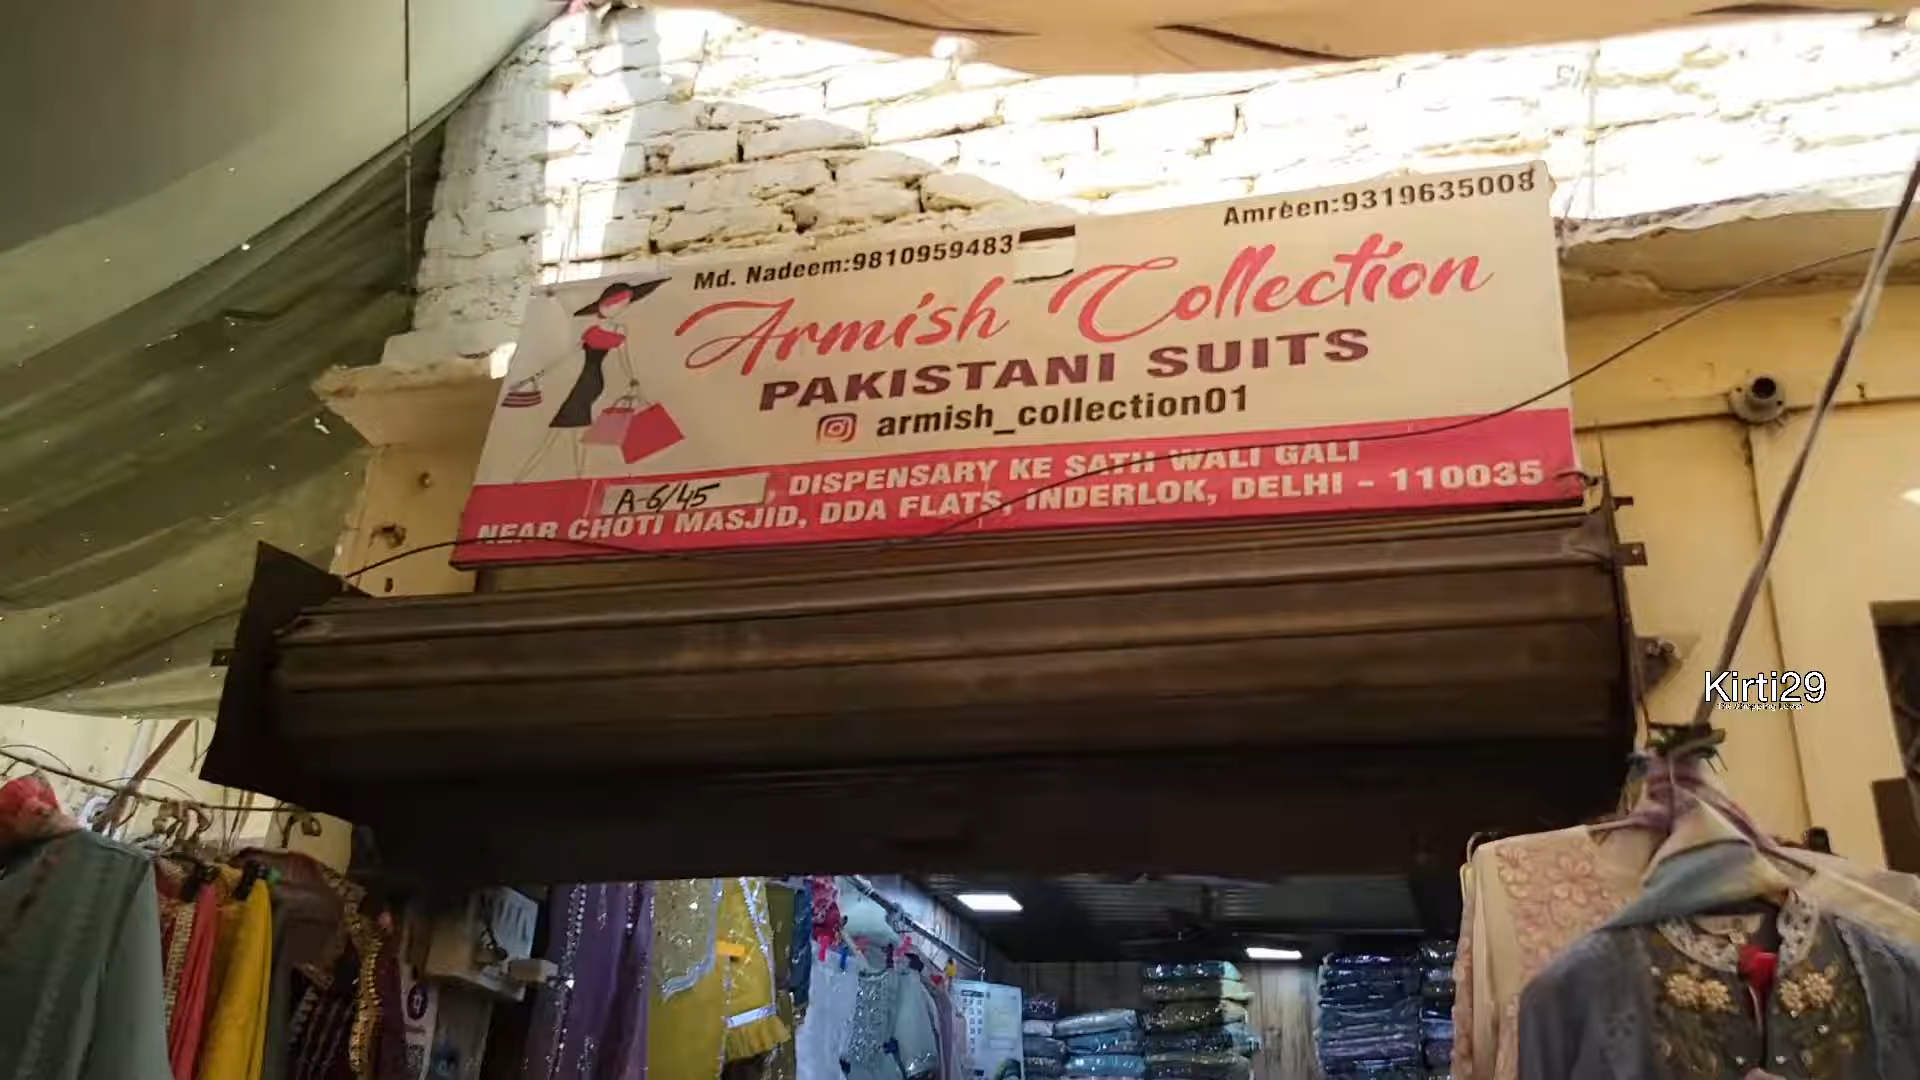 Md. Nadeem:9810959483
Amreen:9319635008
Armish Collection
PAKISTANI SUITS
armish_collection01
A-6/45, DISPENSARY KE SATH WALI GALI
NEAR CHOTI MASJID, DDA FLATS, INDERLOK, DELHI - 110035
Kirti29